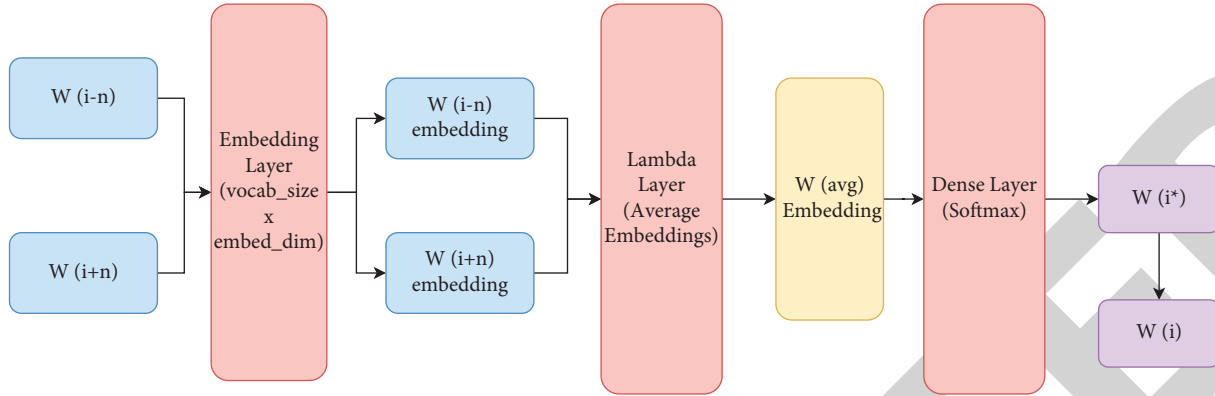 W (i-n)
W (i+n)
Embedding
Layer
(vocab_size
x
embed_dim)
W (i-n)
embedding
W (i+n)
embedding
Lambda
Layer
(Average
Embeddings)
W (avg)
Embedding
Dense Layer
(Softmax)
W (i*)
W (i)